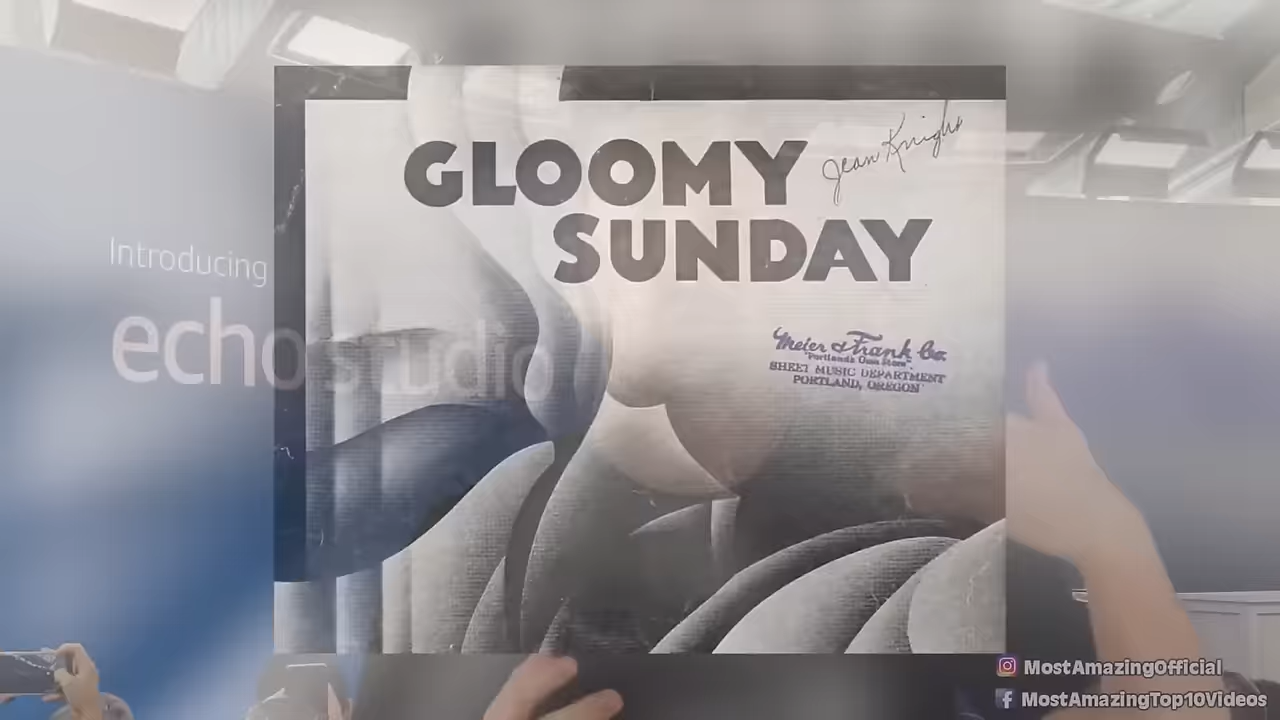 GLOOMY
Jean Knight
SUNDAY
Introducing
echo studio
Meier & Frank Co.
"Portlands Own Store"
SHEET MUSIC DEPARTMENT
PORTLAND, OREGON
MostAmazingOfficial
MostAmazingTop10Videos